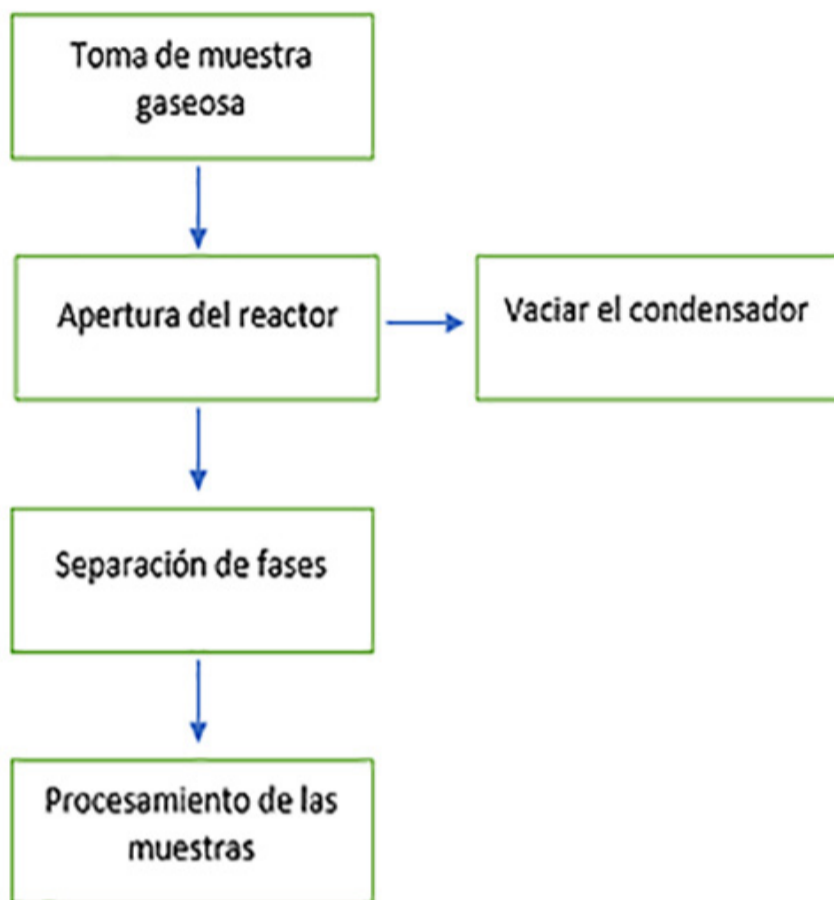 Toma de muestra
gaseosa
Apertura del reactor
Vaciar el condensador
Separación de fases
Procesamiento de las
muestras